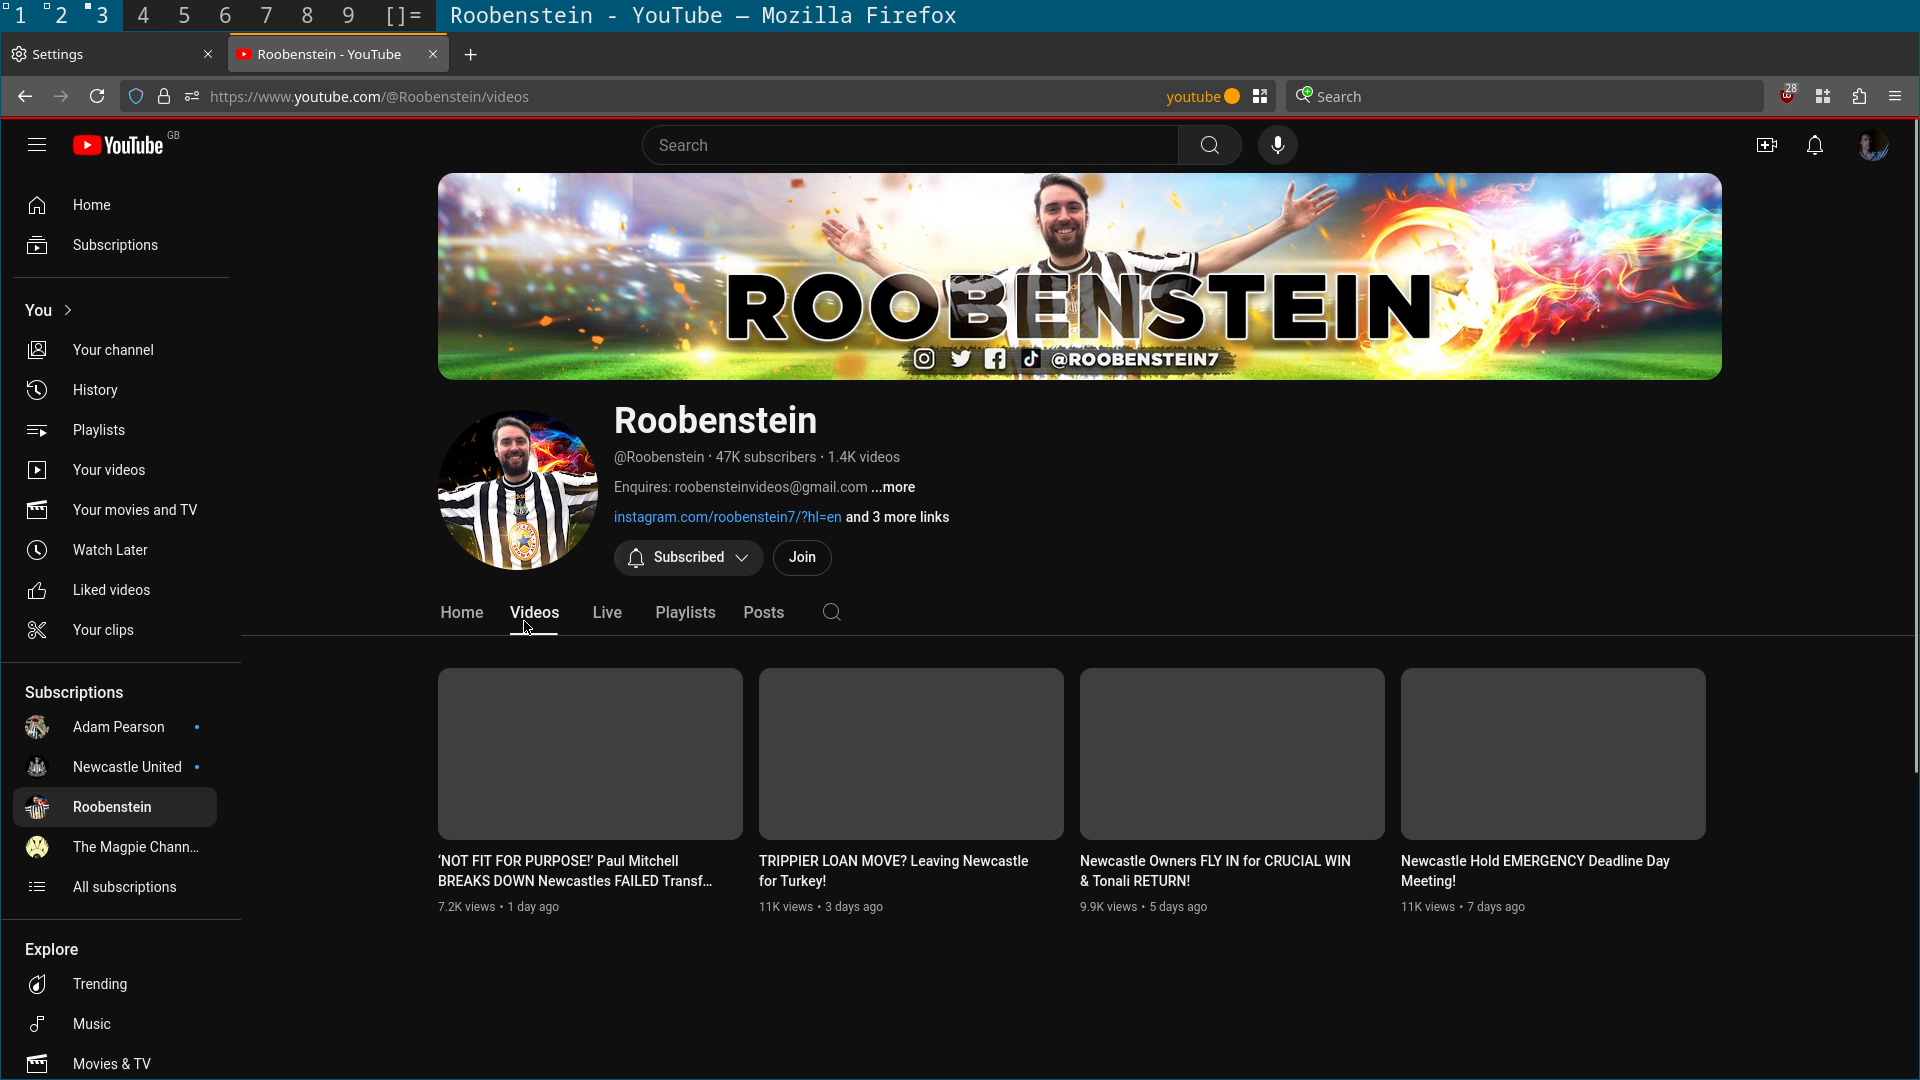 1 2 3 4 5 6 7 8 9 []= Roobenstein - YouTube — Mozilla Firefox
Settings
Roobenstein - YouTube
https://www.youtube.com/@Roobenstein/videos
youtube
Search
28
YouTube GB
Search
Home
Subscriptions
You
Your channel
History
Playlists
Your videos
Your movies and TV
Watch Later
Liked videos
Your clips
Subscriptions
Adam Pearson
Newcastle United
Roobenstein
The Magpie Chann...
All subscriptions
Explore
Trending
Music
Movies & TV
ROOBENSTEIN
@ROOBENSTEIN7
Roobenstein
@Roobenstein · 47K subscribers · 1.4K videos
Enquires: roobensteinvideos@gmail.com ...more
instagram.com/roobenstein7/?hl=en and 3 more links
Subscribed
Join
Home Videos Live Playlists Posts
‘NOT FIT FOR PURPOSE!’ Paul Mitchell
BREAKS DOWN Newcastles FAILED Transf...
7.2K views • 1 day ago
TRIPPIER LOAN MOVE? Leaving Newcastle
for Turkey!
11K views • 3 days ago
Newcastle Owners FLY IN for CRUCIAL WIN
& Tonali RETURN!
9.9K views • 5 days ago
Newcastle Hold EMERGENCY Deadline Day
Meeting!
11K views • 7 days ago